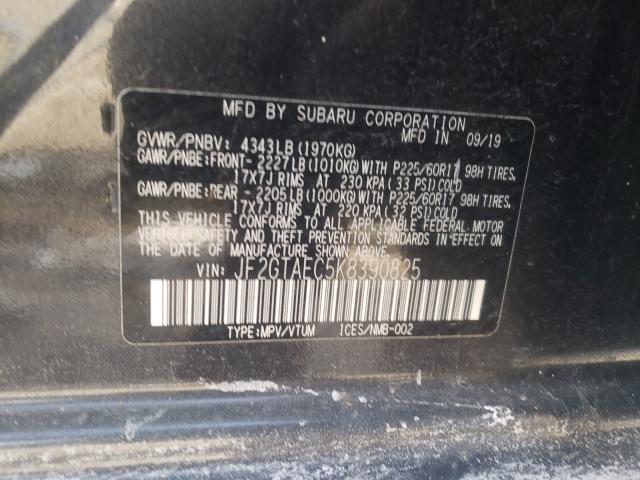 MFD BY SUBARU CORPORATION
MFD IN 09/19
GVWR/PNBV: 4343LB(1970KG)
GAWR/PNBE:FRONT- 2227LB(1010KG)WITH P225/60R17 98H TIRES,
17X7J RIMS AT 230 KPA(33 PSI)COLD
GAWR/PNBE:REAR - 2205LB(1000KG)WITH P225/60R17 98H TIRES,
17X7J RIMS AT 220 KPA(32 PSI)COLD
THIS VEHICLE CONFORMS TO ALL APPLICABLE FEDERAL MOTOR
VEHICLE SAFETY AND THEFT PREVENTION STANDARDS IN EFFECT ON
THE DATE OF MANUFACTURE SHOWN ABOVE.
VIN: JF2GTAEC5K8390825
TYPE:MPV/VTUM ICES/NMB-002